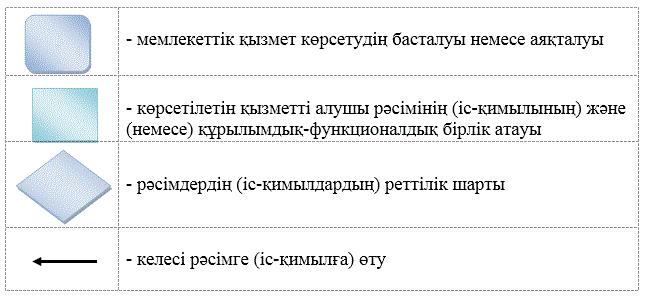 - мемлекеттік қызмет көрсетудің басталуы немесе аяқталуы
- көрсетілетін қызметті алушы рәсімінің (іс-қимылының) және
(немесе) құрылымдық-функционалдық бірлік атауы
- рәсімдердің (іс-қимылдардың) реттілік шарты
- келесі рәсімге (іс-қимылға) өту